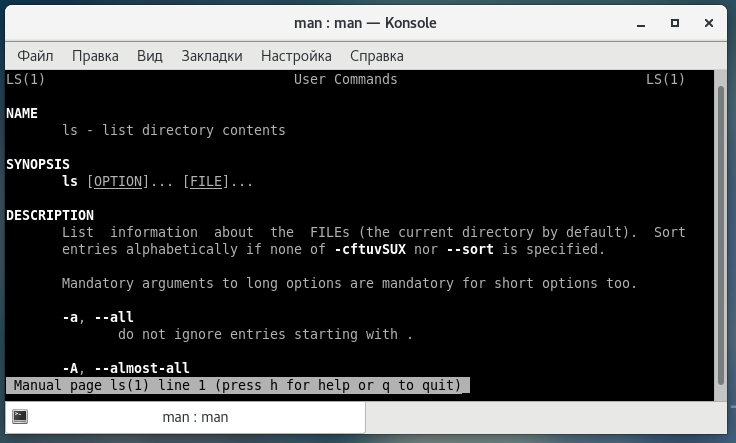 man : man — Konsole
Файл Правка Вид Закладки Настройка Справка
LS(1) User Commands LS(1)
NAME
ls - list directory contents
SYNOPSIS
ls [OPTION]... [FILE]...
DESCRIPTION
List information about the FILEs (the current directory by default). Sort
entries alphabetically if none of -cftuvSUX nor --sort is specified.
Mandatory arguments to long options are mandatory for short options too.
-a, --all
do not ignore entries starting with .
-A, --almost-all
Manual page ls(1) line 1 (press h for help or q to quit)
man : man